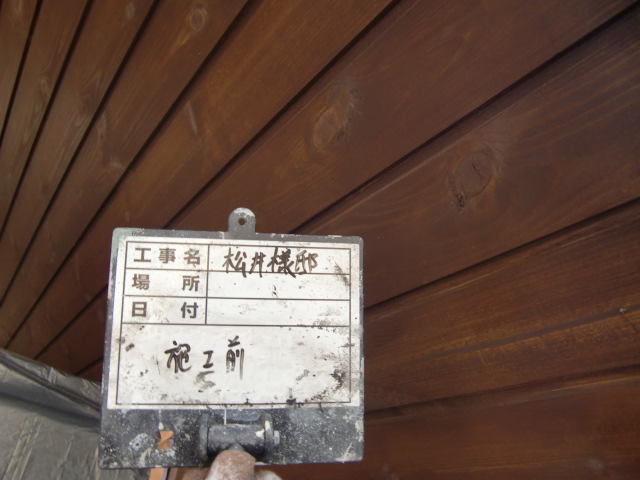 工事名 松井様邸
場所
日付
施工前